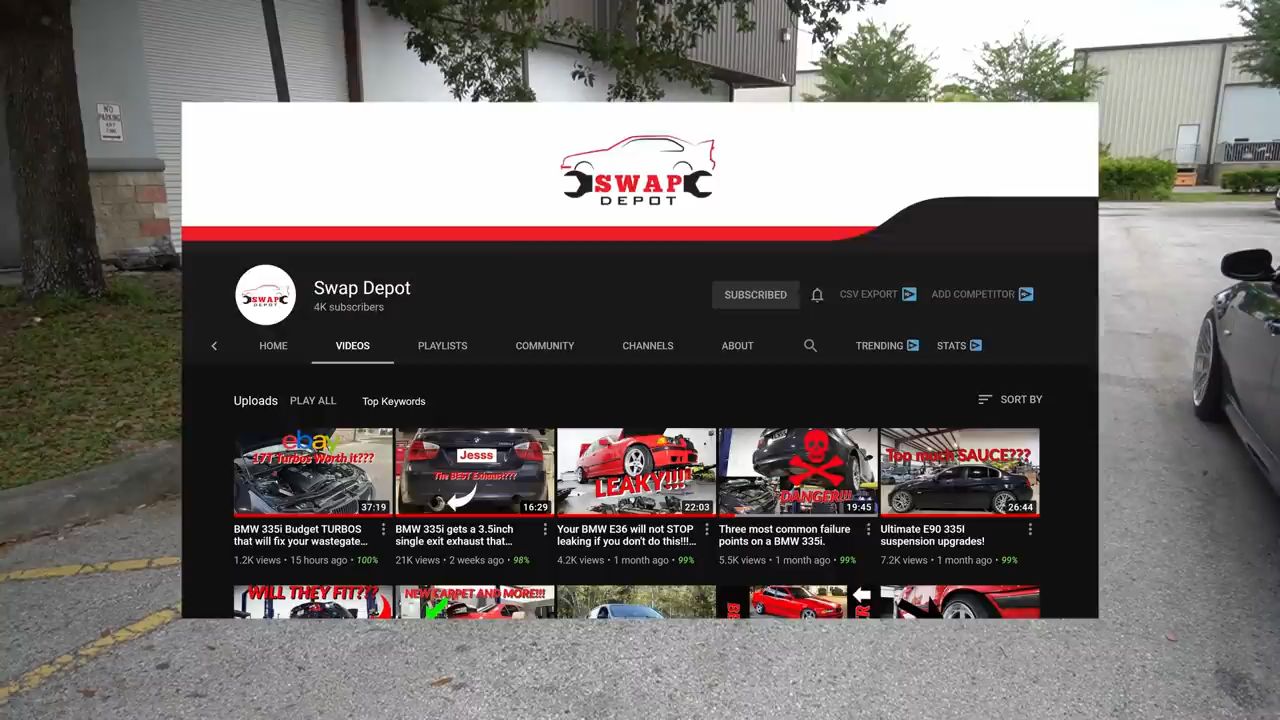 NO
PARKING
ANY
TIME
SWAP
DEPOT
SWAP
DEPOT
Swap Depot
4K subscribers
SUBSCRIBED
CSV EXPORT
ADD COMPETITOR
HOME
VIDEOS
PLAYLISTS
COMMUNITY
CHANNELS
ABOUT
TRENDING
STATS
Uploads
PLAY ALL
Top Keywords
SORT BY
ebay
17T Turbos Worth it???
37:19
Jesss
The BEST Exhaust???
16:29
LEAKY!!!!
22:03
DANGER!!!
19:45
Too much SAUCE???
26:44
BMW 335i Budget TURBOS
that will fix your wastegate...
1.2K views • 15 hours ago • 100%
BMW 335i gets a 3.5inch
single exit exhaust that...
21K views • 2 weeks ago • 98%
Your BMW E36 will not STOP
leaking if you don't do this!!!...
4.2K views • 1 month ago • 99%
Three most common failure
points on a BMW 335i.
5.5K views • 1 month ago • 99%
Ultimate E90 335I
suspension upgrades!
7.2K views • 1 month ago • 99%
WILL THEY FIT???
NEW CARPET AND MORE!!!